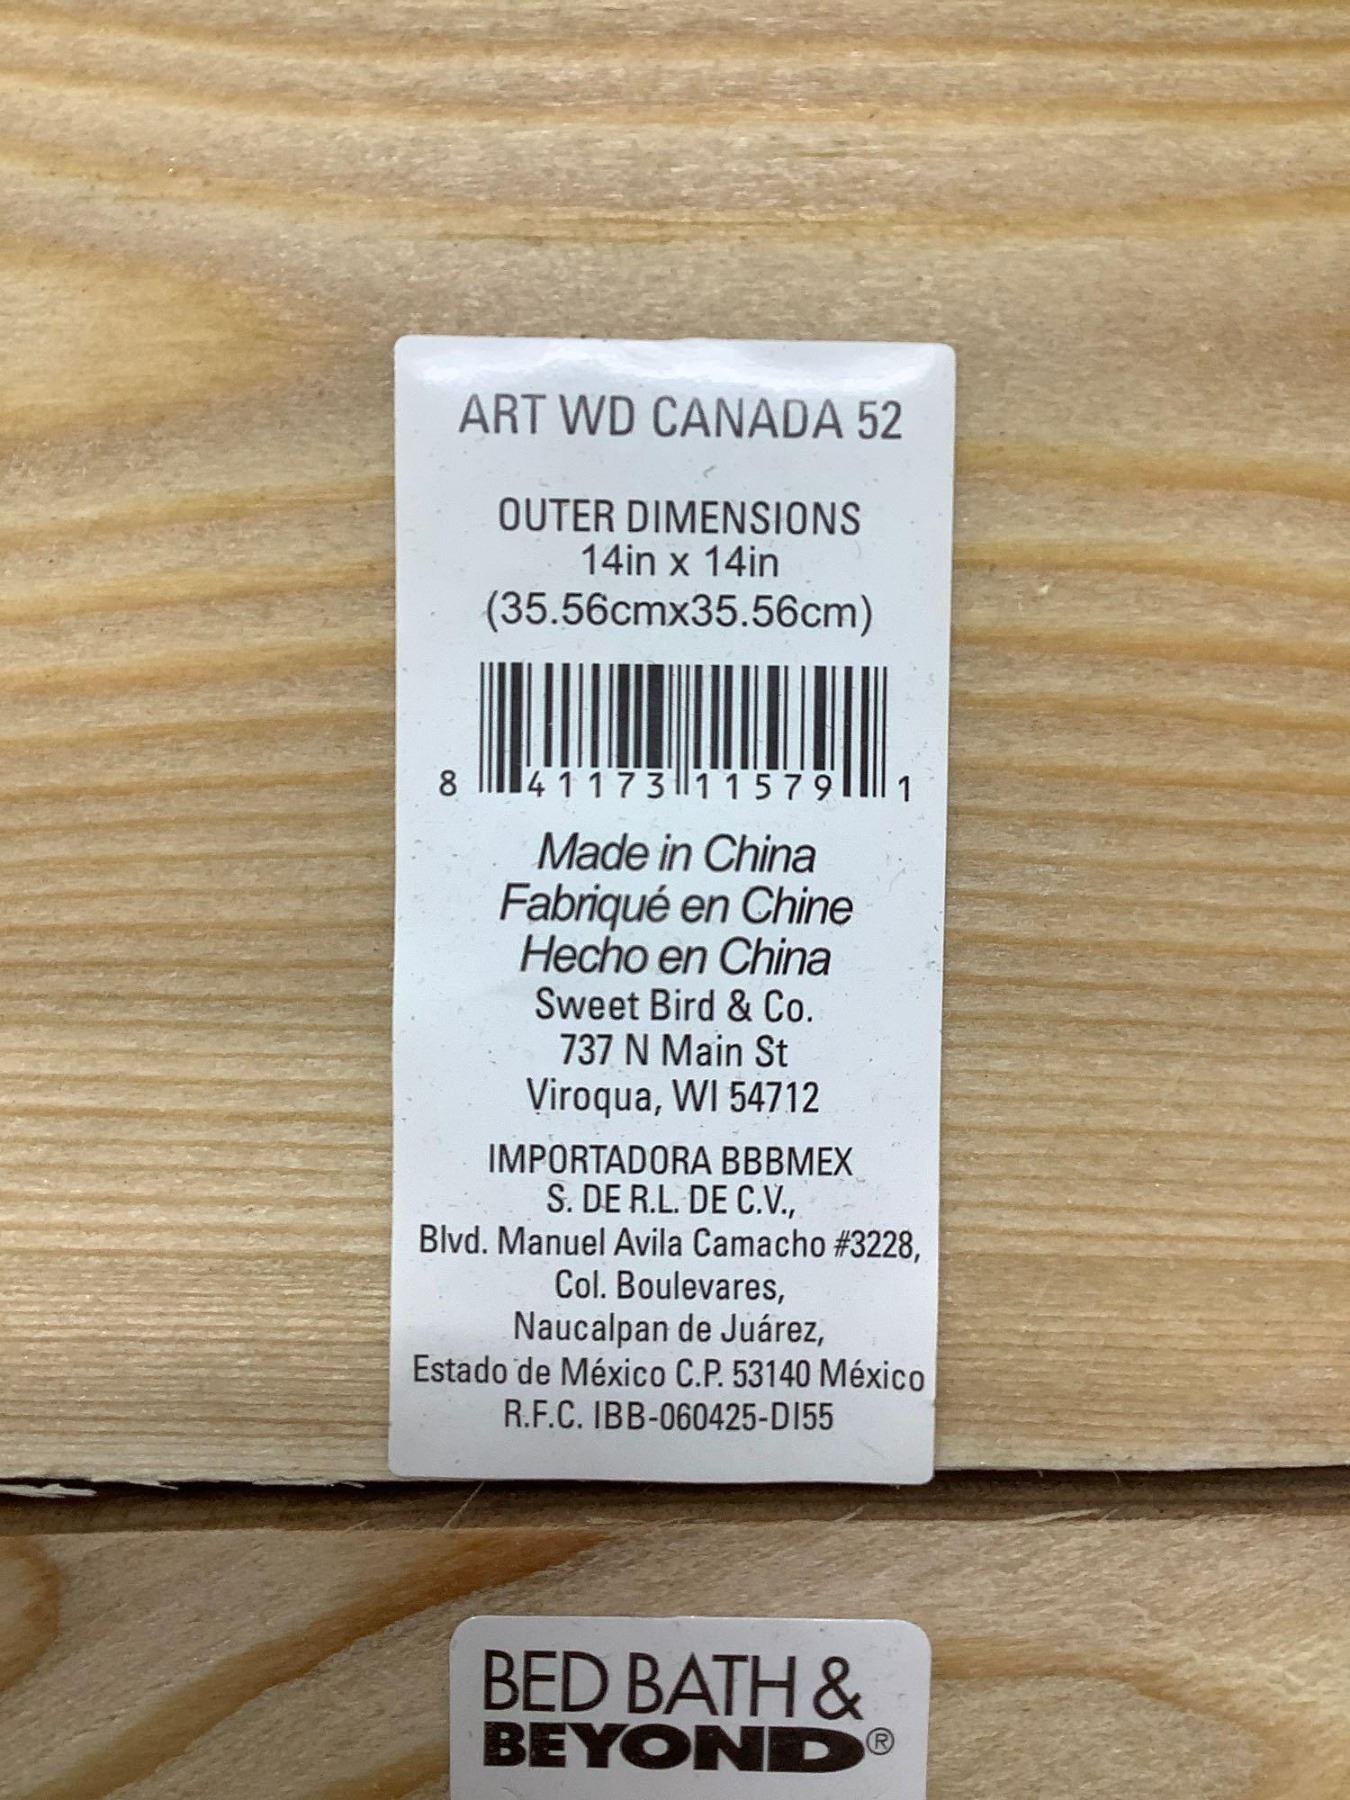 ART WD CANADA 52
OUTER DIMENSIONS
14in x 14in
(35.56cmx35.56cm)
8 41173 11579 1
Made in China
Fabriqué en Chine
Hecho en China
Sweet Bird & Co.
737 N Main St
Viroqua, WI 54712
IMPORTADORA BBBMEX
S. DE R.L. DE C.V.,
Blvd. Manuel Avila Camacho #3228,
Col. Boulevares,
Naucalpan de Juárez,
Estado de México C.P. 53140 México
R.F.C. IBB-060425-DI55
BED BATH &
BEYOND®